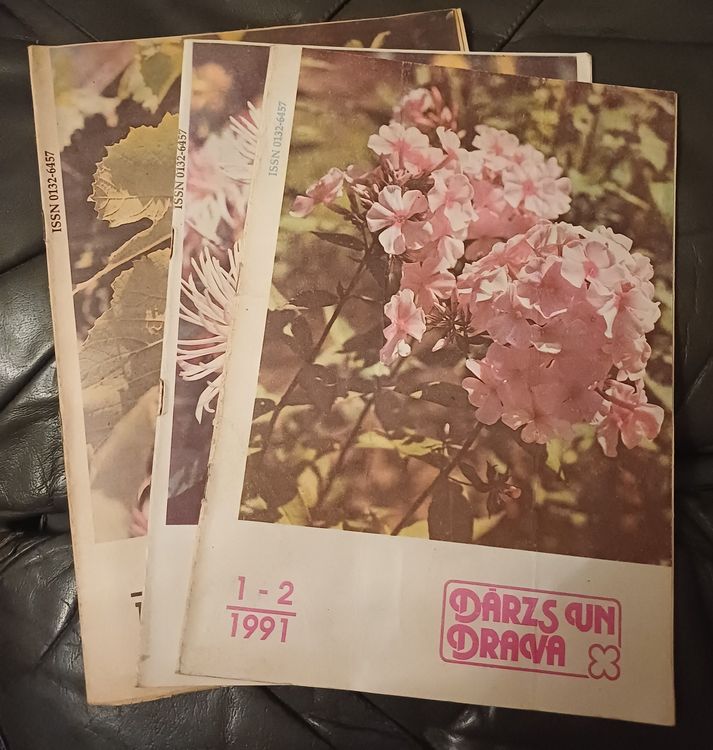 ISSN 0132-6457
ISSN 0132-6457
ISSN 0132-6457
1 - 2
1991
DĀRZS UN
DRAVA